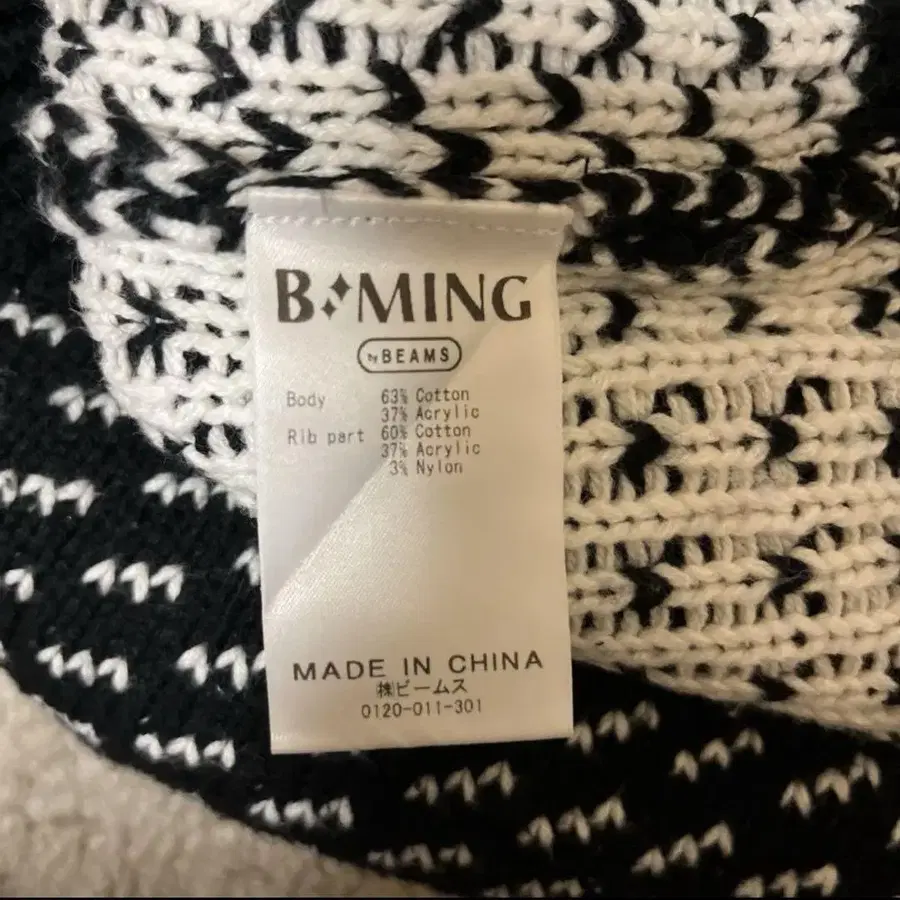 B MING
by BEAMS
Body 63% Cotton
37% Acrylic
Rib part 60% Cotton
37% Acrylic
3% Nylon
MADE IN CHINA
㈱ビームス
0120-011-301